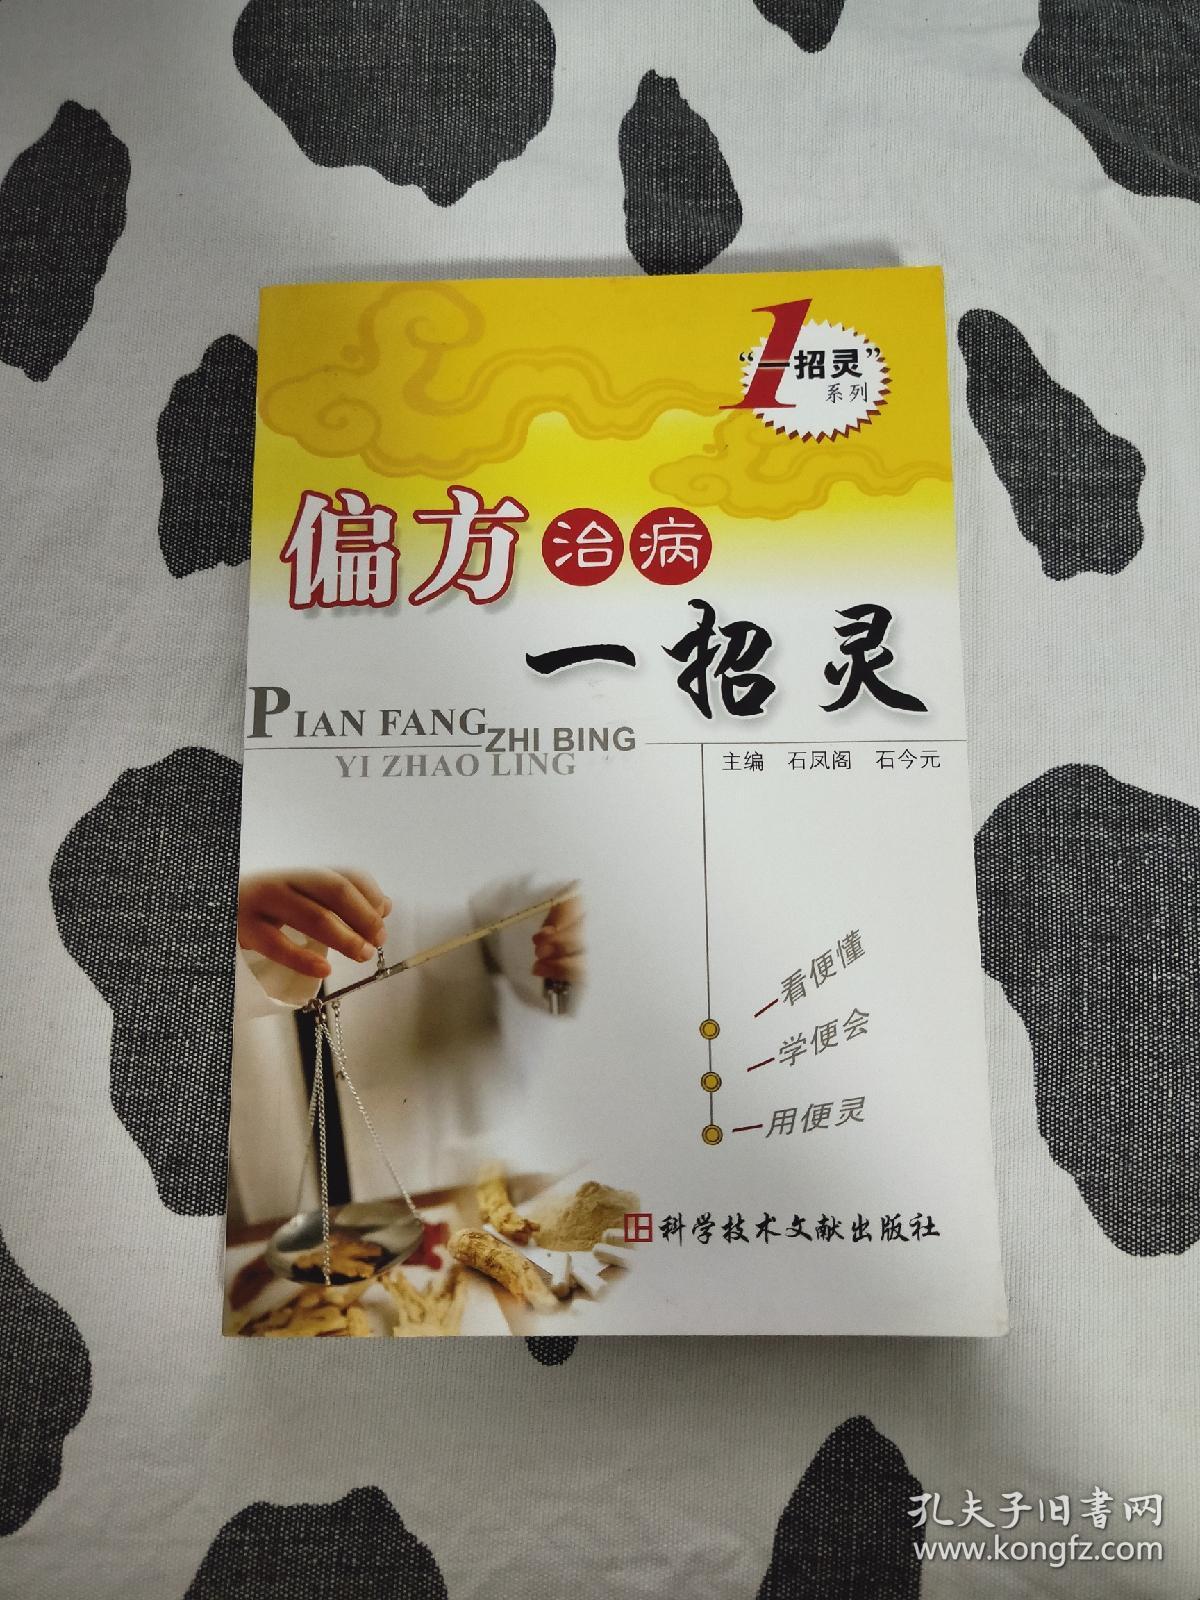 “一招灵”
系列
偏方治病
一招灵
PIAN FANG
ZHI BING
YI ZHAO LING
主编 石凤阁 石今元
一看便懂
一学便会
一用便灵
科学技术文献出版社
孔夫子旧書网
www.kongfz.com